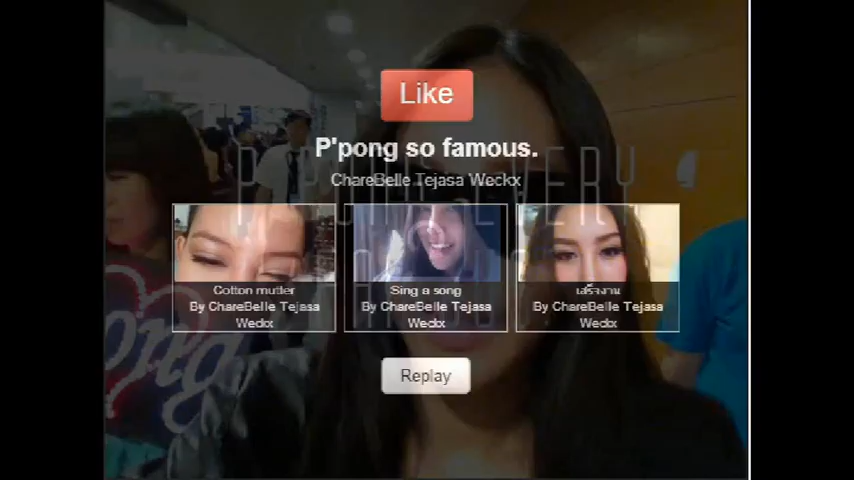 Like
P'pong so famous.
ChareBelle Tejasa Weckx
Cotton mutler
By ChareBelle Tejasa
Weckx
Sing a song
By ChareBelle Tejasa
Weckx
เสร็จงาน
By ChareBelle Tejasa
Weckx
Replay